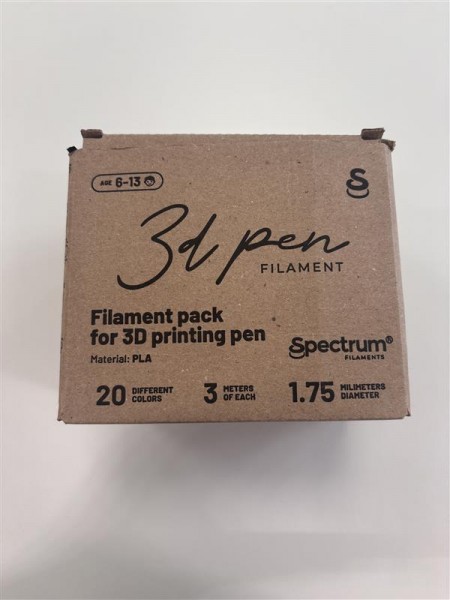 AGE 6-13
3d pen
FILAMENT
Filament pack
for 3D printing pen
Material: PLA
Spectrum®
FILAMENTS
20 DIFFERENT COLORS
3 METERS OF EACH
1.75 MILIMETERS DIAMETER